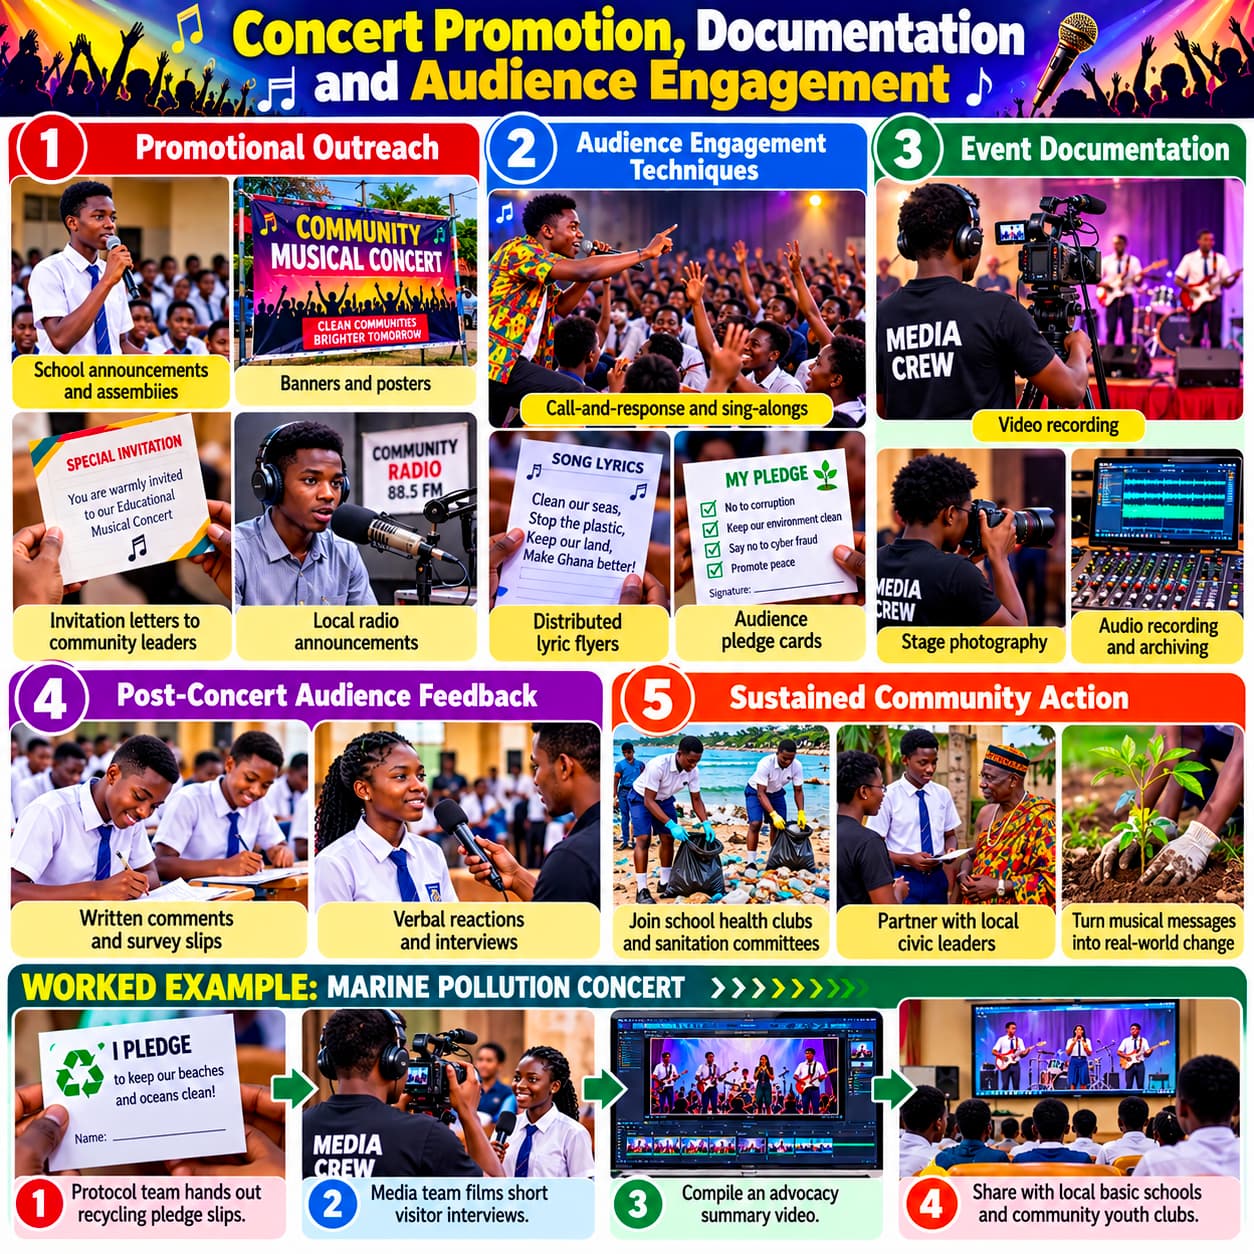 Concert Promotion, Documentation
and Audience Engagement
1 Promotional Outreach
School announcements
and assembiies
COMMUNITY
MUSICAL CONCERT
CLEAN COMMUNITIES
BRIGHTER TOMORROW
Banners and posters
SPECIAL INVITATION
You are warmly invited
to our Educational
Musical Concert
Invitation letters to
community leaders
COMMUNITY
RADIO
88.5 FM
Local radio
announcements
2 Audience Engagement
Techniques
Call-and-response and sing-alongs
SONG LYRICS
Clean our seas,
Stop the plastic,
Keep our land,
Make Ghana better!
Distributed
lyric flyers
MY PLEDGE
No to corruption
Keep our environment clean
Say no to cyber fraud
Promote peace
Signature:
Audience
pledge cards
3 Event Documentation
MEDIA
CREW
Video recording
MEDIA
CREW
Stage photography
Audio recording
and archiving
4 Post-Concert Audience Feedback
Written comments
and survey slips
Verbal reactions
and interviews
5 Sustained Community Action
Join school health clubs
and sanitation committees
Partner with local
civic leaders
Turn musical messages
into real-world change
WORKED EXAMPLE: MARINE POLLUTION CONCERT
I PLEDGE
to keep our beaches
and oceans clean!
Name:
1 Protocol team hands out
recycling pledge slips.
MEDIA
CREW
2 Media team films short
visitor interviews.
3 Compile an advocacy
summary video.
4 Share with local basic schools
and community youth clubs.